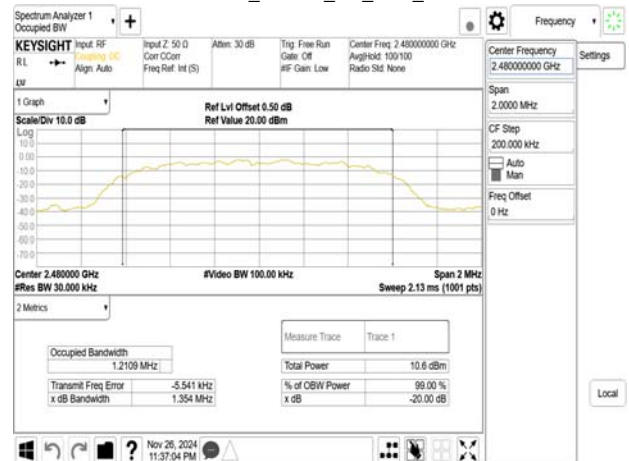 Spectrum Analyzer 1
Occupied BW
+
Frequency
KEYSIGHT
RL
Input: RF
Coupling: DC
Align: Auto
Input Z: 50 Ω
Corr CCorr
Freq Ref: Int (S)
Atten: 30 dB
Trig: Free Run
Gate: Off
#IF Gain: Low
Center Freq: 2.480000000 GHz
Avg|Hold: 100/100
Radio Std: None
Center Frequency
2.480000000 GHz
Settings
Span
2.0000 MHz
CF Step
200.000 kHz
Auto
Man
Freq Offset
0 Hz
1 Graph
Scale/Div 10.0 dB
Ref Lvl Offset 0.50 dB
Ref Value 20.00 dBm
Log
10.0
0.00
-10.0
-20.0
-30.0
-40.0
-50.0
-60.0
-70.0
Center 2.480000 GHz
#Res BW 30.000 kHz
#Video BW 100.00 kHz
Span 2 MHz
Sweep 2.13 ms (1001 pts)
2 Metrics
Measure Trace Trace 1
Occupied Bandwidth
1.2109 MHz
Total Power 10.6 dBm
Transmit Freq Error -5.541 kHz
% of OBW Power 99.00 %
x dB Bandwidth 1.354 MHz
x dB -20.00 dB
Local
?
Nov 26, 2024
11:37:04 PM